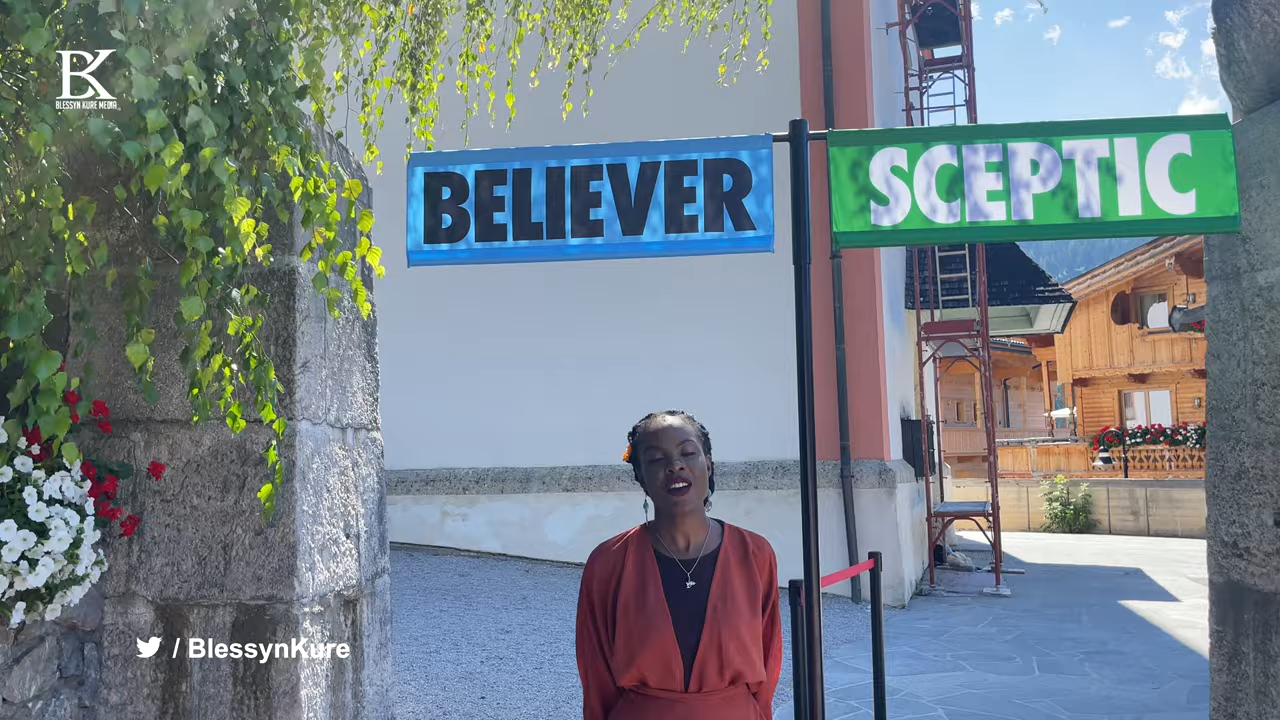 BK
BLESSYN KURE MEDIA
BELIEVER
SCEPTIC
/ BlessynKure